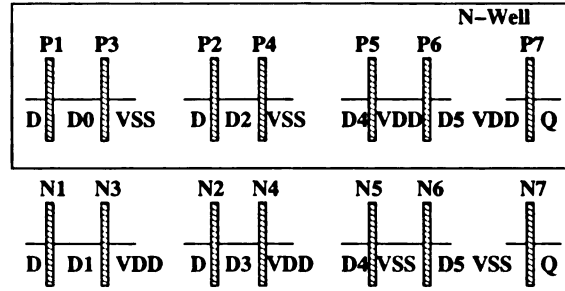 N-Well
P1 P3 P2 P4 P5 P6 P7
D D0 VSS D D2 VSS D4 VDD D5 VDD Q
N1 N3 N2 N4 N5 N6 N7
D D1 VDD D D3 VDD D4 VSS D5 VSS Q